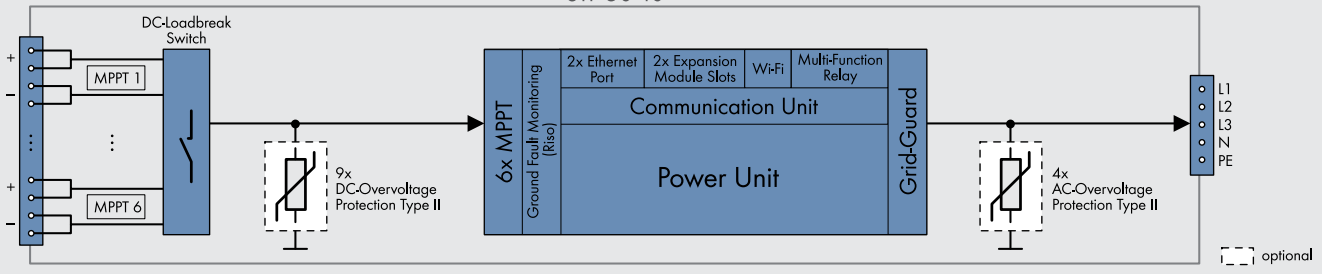 DC-Loadbreak
Switch
+
MPPT 1
−
⋮
⋮
+
MPPT 6
−
9x
DC-Overvoltage
Protection Type II
6x MPPT
Ground Fault Monitoring
(Riso)
2x Ethernet
Port
2x Expansion
Module Slots
Wi-Fi
Multi-Function
Relay
Communication Unit
Power Unit
Grid-Guard
4x
AC-Overvoltage
Protection Type II
L1
L2
L3
N
PE
optional